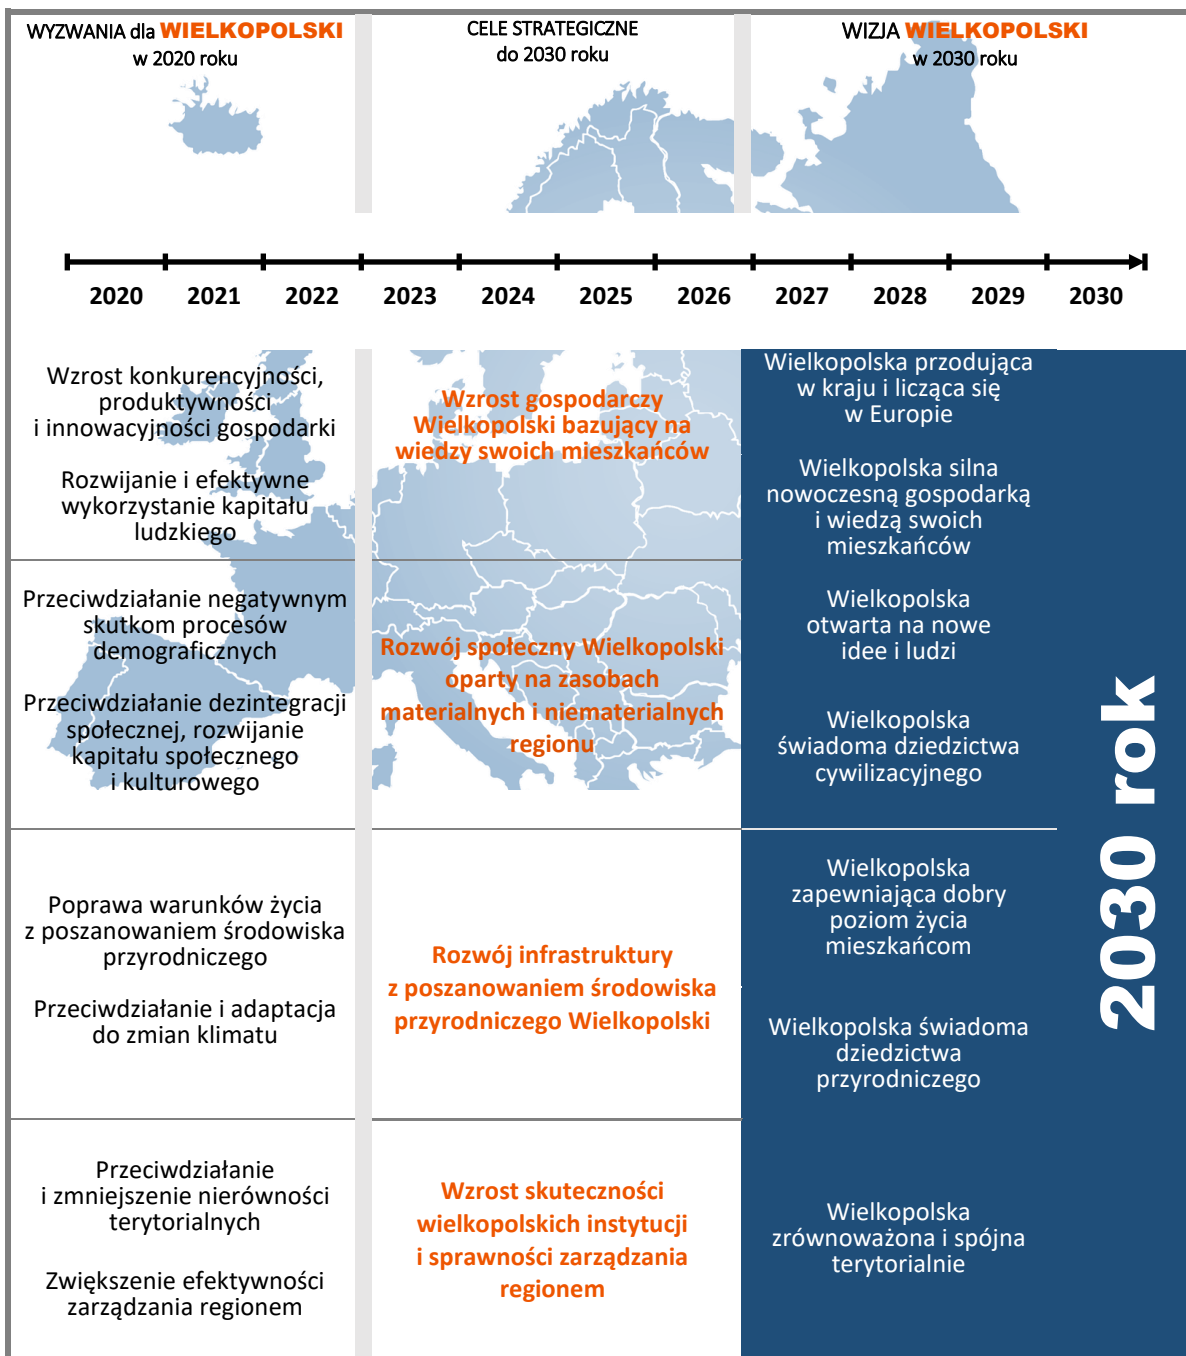 WYZWANIA dla WIELKOPOLSKI
w 2020 roku
CELE STRATEGICZNE
do 2030 roku
WIZJA WIELKOPOLSKI
w 2030 roku
2020 2021 2022 2023 2024 2025 2026 2027 2028 2029 2030
Wzrost konkurencyjności,
produktywności
i innowacyjności gospodarki
Rozwijanie i efektywne
wykorzystanie kapitału
ludzkiego
Wzrost gospodarczy
Wielkopolski bazujący na
wiedzy swoich mieszkańców
Wielkopolska przodująca
w kraju i licząca się
w Europie
Wielkopolska silna
nowoczesną gospodarką
i wiedzą swoich
mieszkańców
Przeciwdziałanie negatywnym
skutkom procesów
demograficznych
Przeciwdziałanie dezintegracji
społecznej, rozwijanie
kapitału społecznego
i kulturowego
Rozwój społeczny Wielkopolski
oparty na zasobach
materialnych i niematerialnych
regionu
Wielkopolska
otwarta na nowe
idee i ludzi
Wielkopolska
świadoma dziedzictwa
cywilizacyjnego
Poprawa warunków życia
z poszanowaniem środowiska
przyrodniczego
Przeciwdziałanie i adaptacja
do zmian klimatu
Rozwój infrastruktury
z poszanowaniem środowiska
przyrodniczego Wielkopolski
Wielkopolska
zapewniająca dobry
poziom życia
mieszkańcom
Wielkopolska świadoma
dziedzictwa
przyrodniczego
Przeciwdziałanie
i zmniejszenie nierówności
terytorialnych
Zwiększenie efektywności
zarządzania regionem
Wzrost skuteczności
wielkopolskich instytucji
i sprawności zarządzania
regionem
Wielkopolska
zrównoważona i spójna
terytorialnie
2030 rok